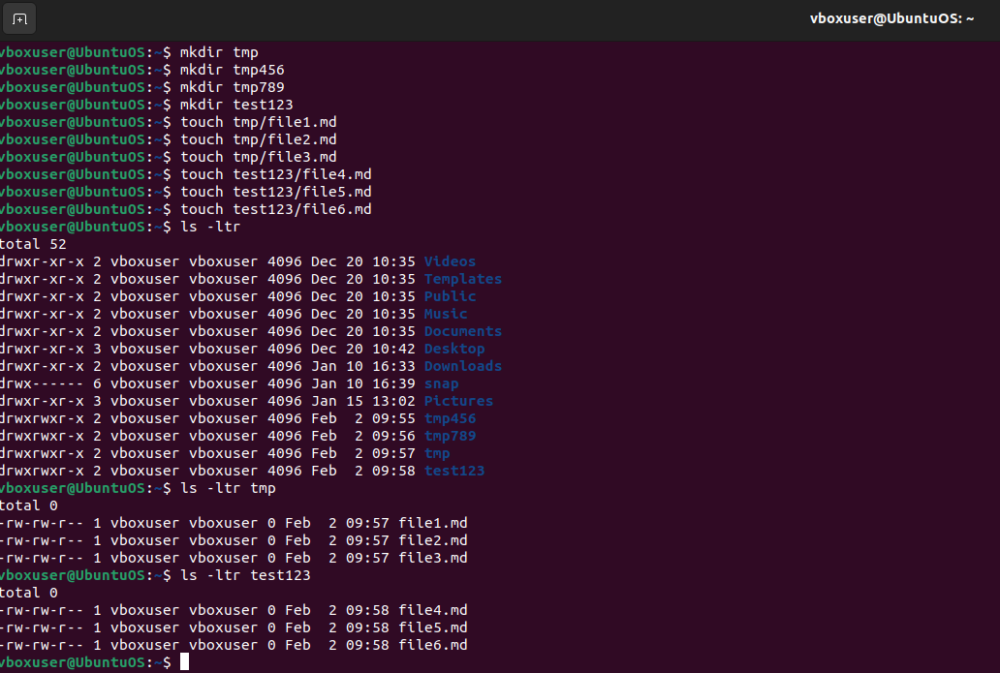 vboxuser@UbuntuOS: ~
vboxuser@UbuntuOS:~$ mkdir tmp
vboxuser@UbuntuOS:~$ mkdir tmp456
vboxuser@UbuntuOS:~$ mkdir tmp789
vboxuser@UbuntuOS:~$ mkdir test123
vboxuser@UbuntuOS:~$ touch tmp/file1.md
vboxuser@UbuntuOS:~$ touch tmp/file2.md
vboxuser@UbuntuOS:~$ touch tmp/file3.md
vboxuser@UbuntuOS:~$ touch test123/file4.md
vboxuser@UbuntuOS:~$ touch test123/file5.md
vboxuser@UbuntuOS:~$ touch test123/file6.md
vboxuser@UbuntuOS:~$ ls -ltr
total 52
drwxr-xr-x 2 vboxuser vboxuser 4096 Dec 20 10:35 Videos
drwxr-xr-x 2 vboxuser vboxuser 4096 Dec 20 10:35 Templates
drwxr-xr-x 2 vboxuser vboxuser 4096 Dec 20 10:35 Public
drwxr-xr-x 2 vboxuser vboxuser 4096 Dec 20 10:35 Music
drwxr-xr-x 2 vboxuser vboxuser 4096 Dec 20 10:35 Documents
drwxr-xr-x 3 vboxuser vboxuser 4096 Dec 20 10:42 Desktop
drwxr-xr-x 2 vboxuser vboxuser 4096 Jan 10 16:33 Downloads
drwx------ 6 vboxuser vboxuser 4096 Jan 10 16:39 snap
drwxr-xr-x 3 vboxuser vboxuser 4096 Jan 15 13:02 Pictures
drwxrwxr-x 2 vboxuser vboxuser 4096 Feb  2 09:55 tmp456
drwxrwxr-x 2 vboxuser vboxuser 4096 Feb  2 09:56 tmp789
drwxrwxr-x 2 vboxuser vboxuser 4096 Feb  2 09:57 tmp
drwxrwxr-x 2 vboxuser vboxuser 4096 Feb  2 09:58 test123
vboxuser@UbuntuOS:~$ ls -ltr tmp
total 0
-rw-rw-r-- 1 vboxuser vboxuser 0 Feb  2 09:57 file1.md
-rw-rw-r-- 1 vboxuser vboxuser 0 Feb  2 09:57 file2.md
-rw-rw-r-- 1 vboxuser vboxuser 0 Feb  2 09:57 file3.md
vboxuser@UbuntuOS:~$ ls -ltr test123
total 0
-rw-rw-r-- 1 vboxuser vboxuser 0 Feb  2 09:58 file4.md
-rw-rw-r-- 1 vboxuser vboxuser 0 Feb  2 09:58 file5.md
-rw-rw-r-- 1 vboxuser vboxuser 0 Feb  2 09:58 file6.md
vboxuser@UbuntuOS:~$